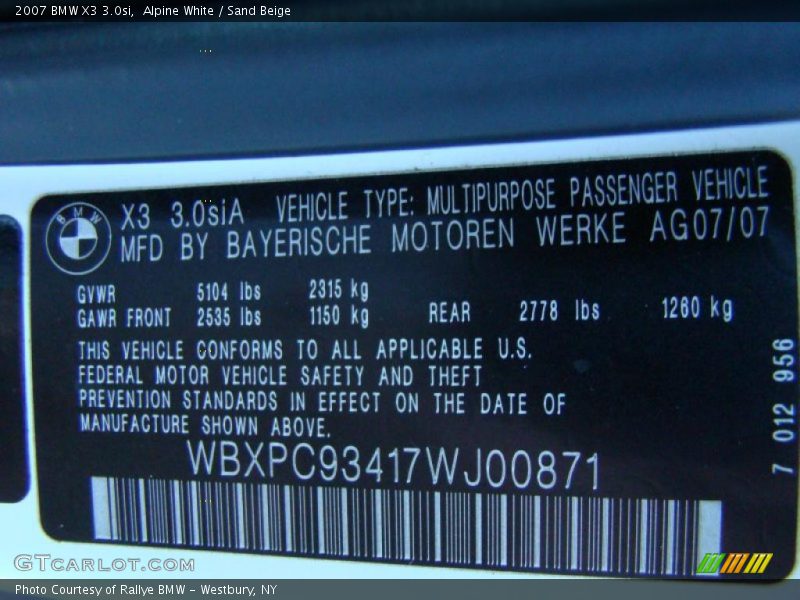 2007 BMW X3 3.0si, Alpine White / Sand Beige
BMW
X3 3.0siA VEHICLE TYPE: MULTIPURPOSE PASSENGER VEHICLE
MFD BY BAYERISCHE MOTOREN WERKE AG07/07
GVWR 5104 lbs 2315 kg
GAWR FRONT 2535 lbs 1150 kg REAR 2778 lbs 1260 kg
THIS VEHICLE CONFORMS TO ALL APPLICABLE U.S.
FEDERAL MOTOR VEHICLE SAFETY AND THEFT
PREVENTION STANDARDS IN EFFECT ON THE DATE OF
MANUFACTURE SHOWN ABOVE.
WBXPC93417WJ00871
7 012 956
GTCARLOT.COM
Photo Courtesy of Rallye BMW - Westbury, NY